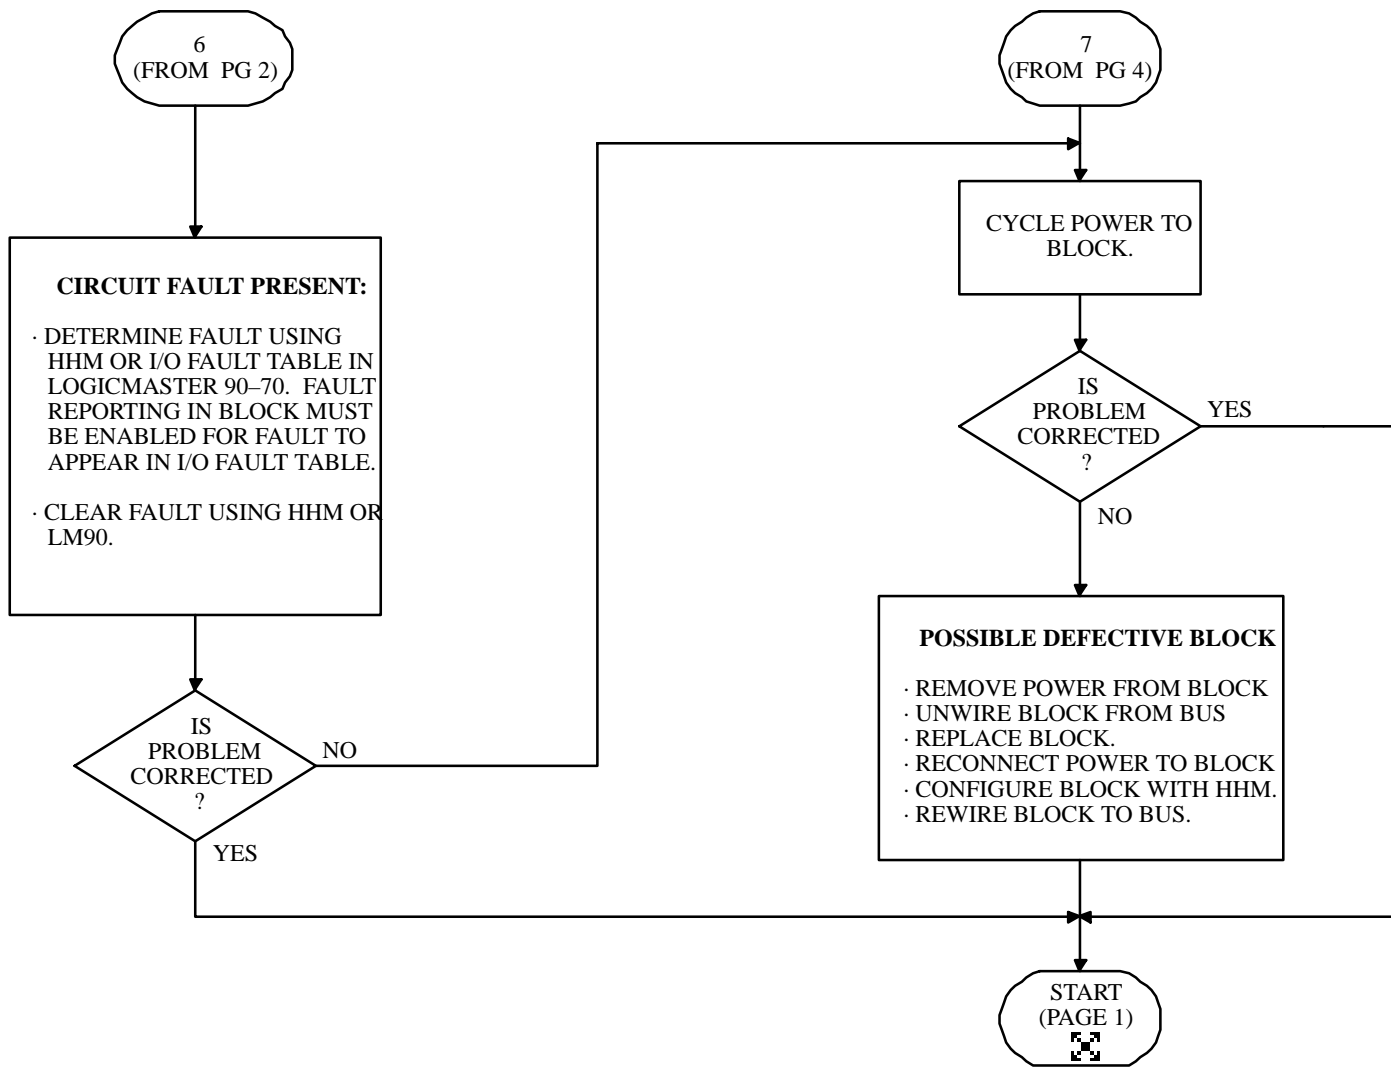 6
(FROM PG 2)
CIRCUIT FAULT PRESENT:
· DETERMINE FAULT USING
HHM OR I/O FAULT TABLE IN
LOGICMASTER 90–70. FAULT
REPORTING IN BLOCK MUST
BE ENABLED FOR FAULT TO
APPEAR IN I/O FAULT TABLE.
· CLEAR FAULT USING HHM OR
LM90.
IS
PROBLEM
CORRECTED
?
NO
YES
7
(FROM PG 4)
CYCLE POWER TO
BLOCK.
IS
PROBLEM
CORRECTED
?
YES
NO
POSSIBLE DEFECTIVE BLOCK
· REMOVE POWER FROM BLOCK
· UNWIRE BLOCK FROM BUS
· REPLACE BLOCK.
· RECONNECT POWER TO BLOCK
· CONFIGURE BLOCK WITH HHM.
· REWIRE BLOCK TO BUS.
START
(PAGE 1)